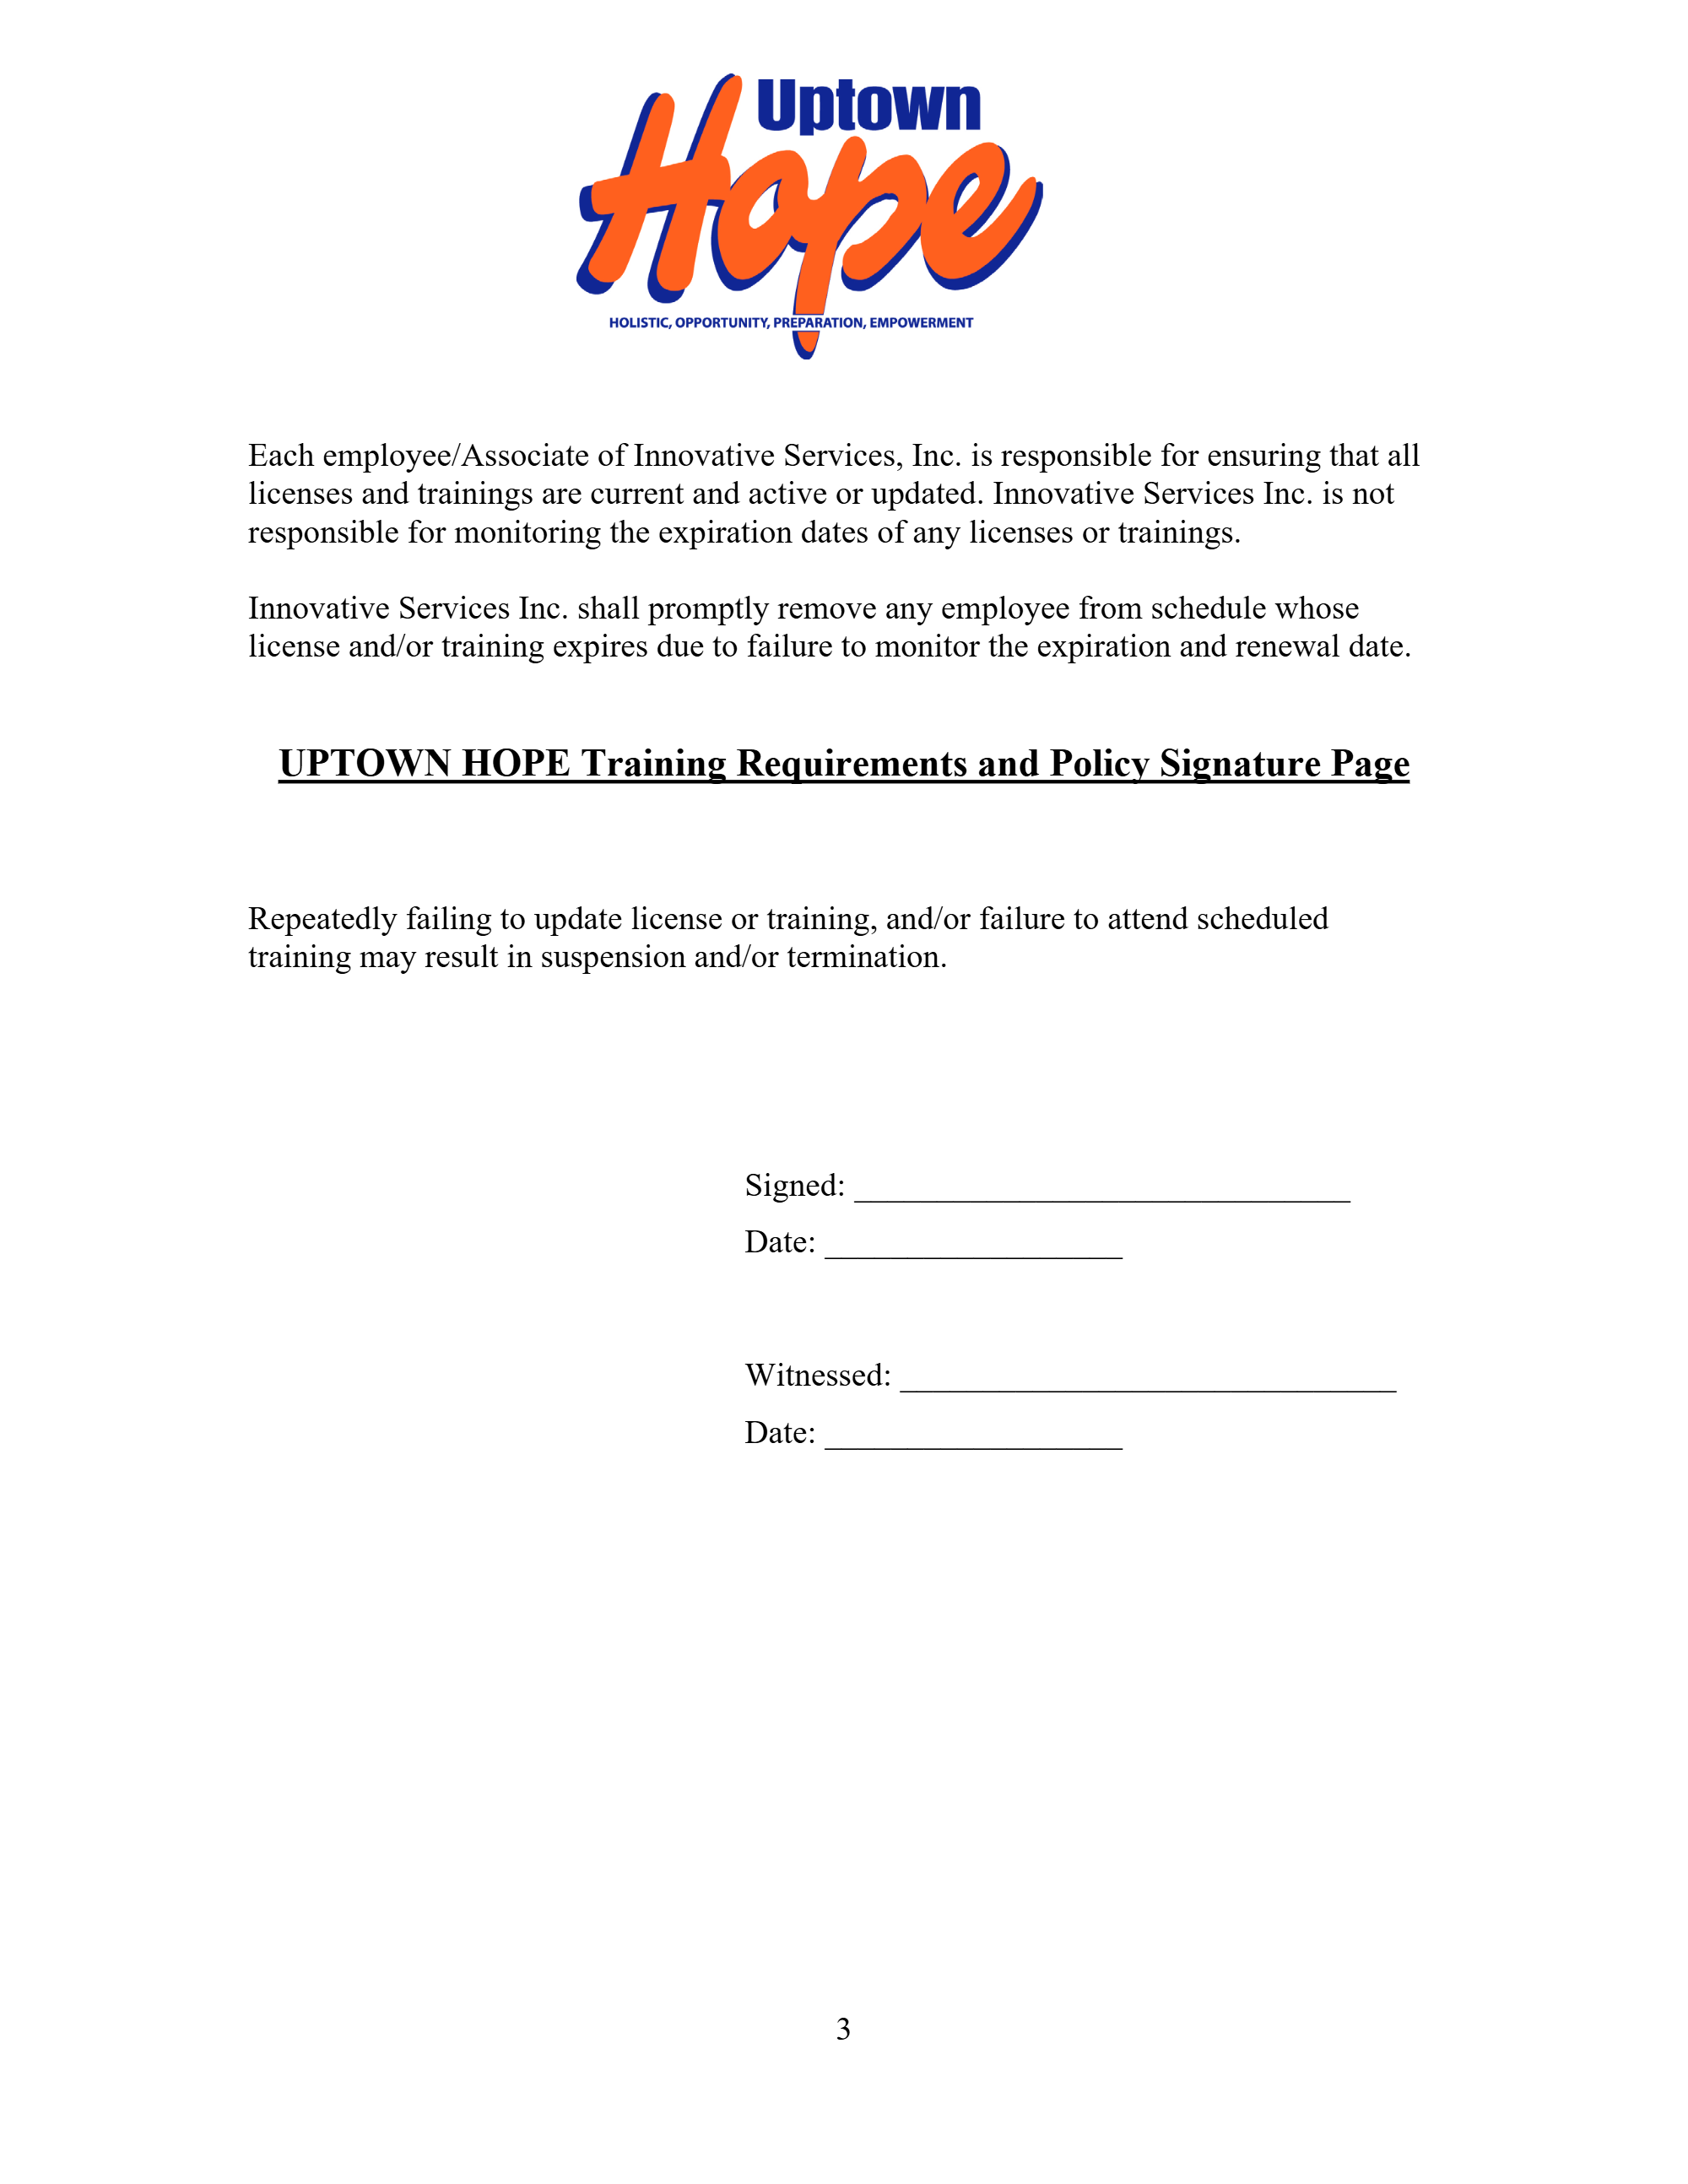 Uptown
Hope
HOLISTIC, OPPORTUNITY, PREPARATION, EMPOWERMENT
Each employee/Associate of Innovative Services, Inc. is responsible for ensuring that all
licenses and trainings are current and active or updated. Innovative Services Inc. is not
responsible for monitoring the expiration dates of any licenses or trainings.
Innovative Services Inc. shall promptly remove any employee from schedule whose
license and/or training expires due to failure to monitor the expiration and renewal date.
UPTOWN HOPE Training Requirements and Policy Signature Page
Repeatedly failing to update license or training, and/or failure to attend scheduled
training may result in suspension and/or termination.
Signed: ______________________________
Date: __________________
Witnessed: ______________________________
Date: __________________
3